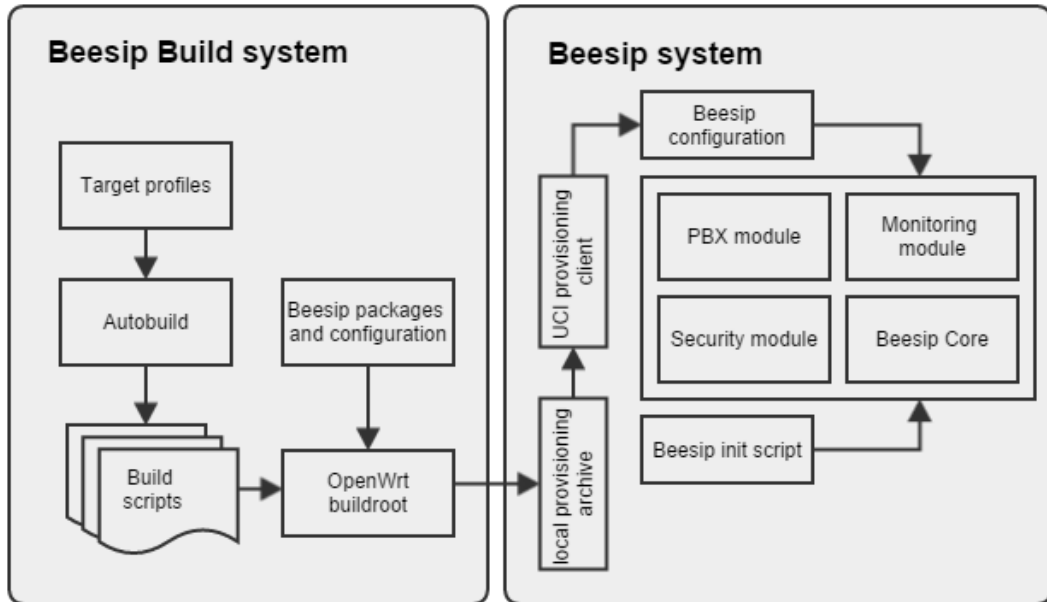 Beesip Build system
Target profiles
Autobuild
Beesip packages
and configuration
Build
scripts
OpenWrt
buildroot
Beesip system
Beesip
configuration
UCI provisioning
client
PBX module
Monitoring
module
Security module
Beesip Core
local provisioning
archive
Beesip init script